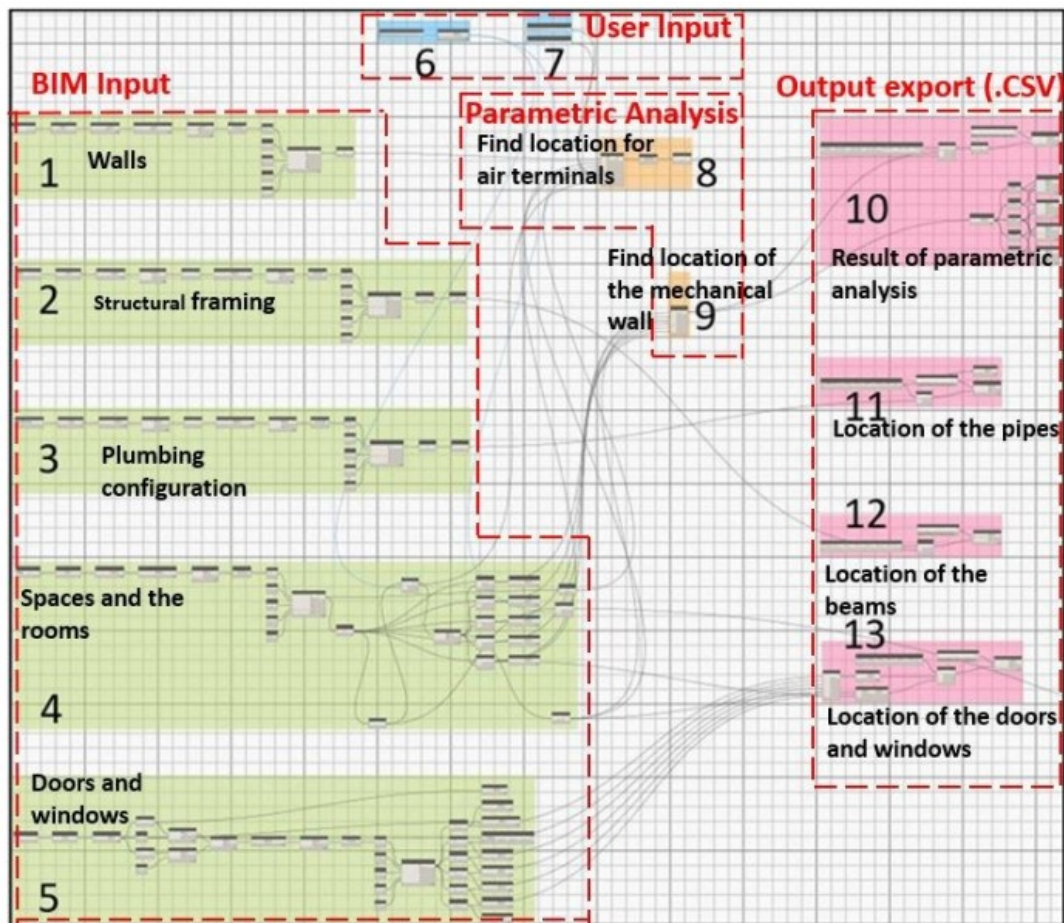 User Input
6
7
BIM Input
1
Walls
2
Structural framing
3
Plumbing
configuration
Spaces and the
rooms
4
Doors and
windows
5
Parametric Analysis
Find location for
air terminals
8
Find location of
the mechanical
wall
9
Output export (.CSV)
10
Result of parametric
analysis
11
Location of the pipes
12
Location of the
beams
13
Location of the doors
and windows